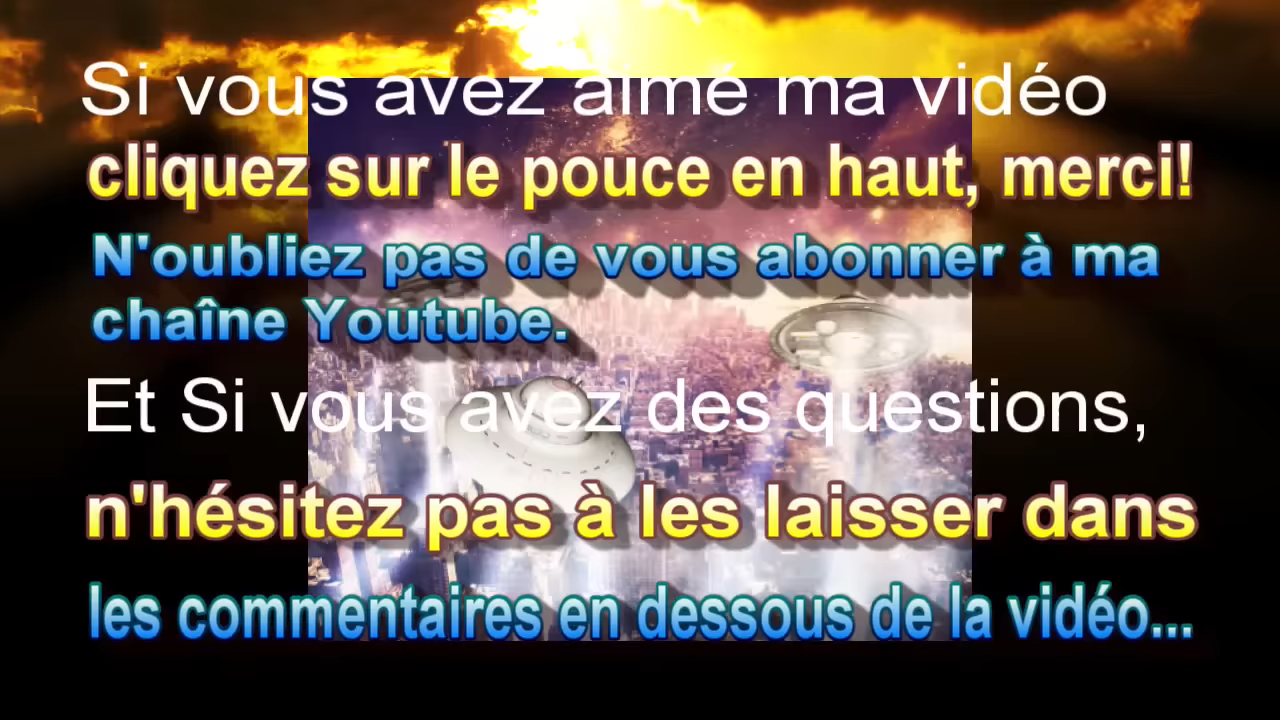 Si vous avez aimé ma vidéo
cliquez sur le pouce en haut, merci!
N'oubliez pas de vous abonner à ma
chaîne Youtube.
Et Si vous avez des questions,
n'hésitez pas à les laisser dans
les commentaires en dessous de la vidéo...